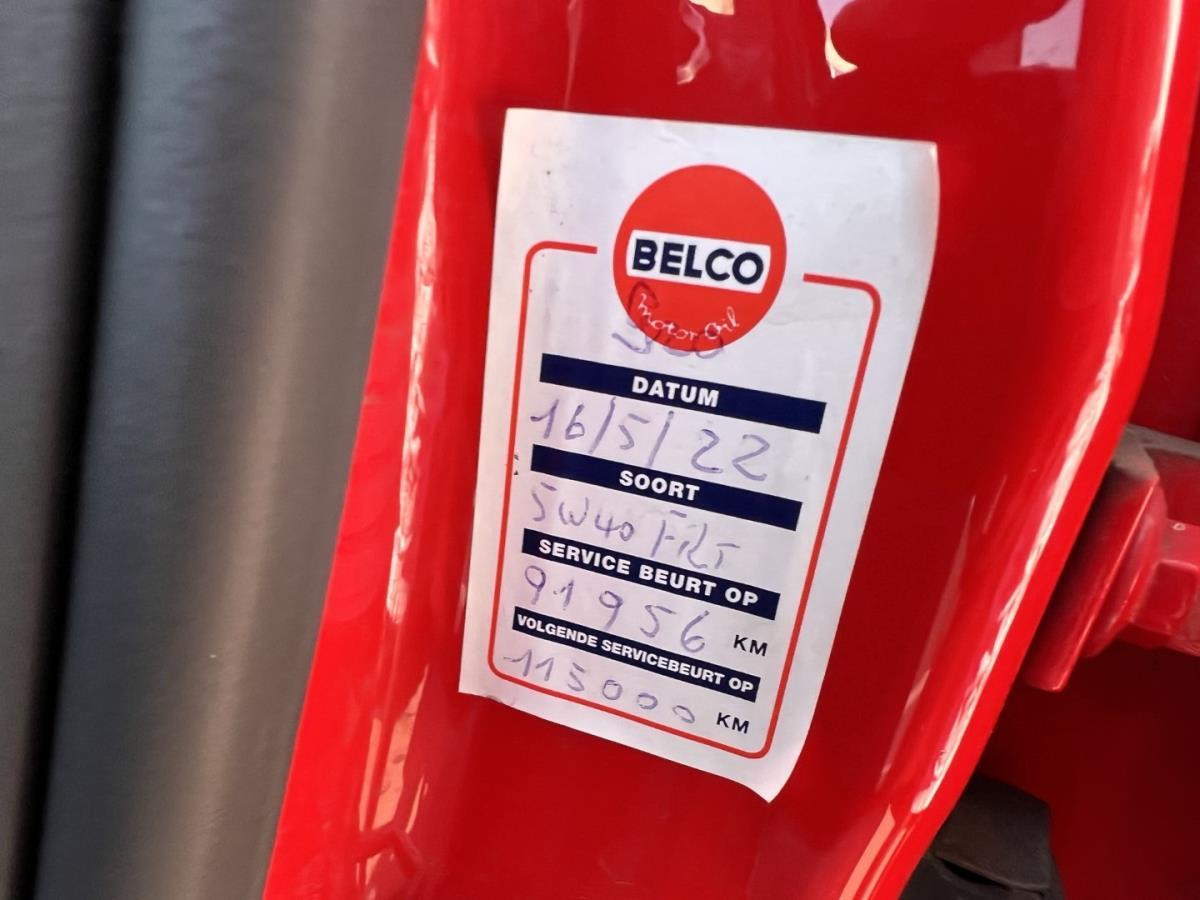 BELCO
motor oil
DATUM
16/5/22
SOORT
5W40 FRT
SERVICE BEURT OP
91956 KM
VOLGENDE SERVICEBEURT OP
115000 KM